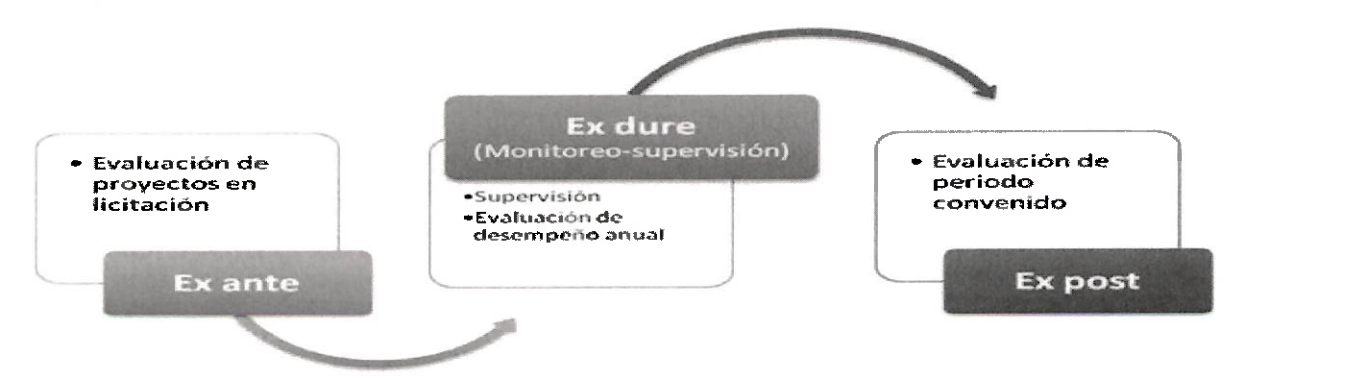 • Evaluación de
proyectos en
licitación
Ex ante
Ex dure
(Monitoreo-supervisión)
•Supervisión
•Evaluación de
desempeño anual
• Evaluación de
periodo
convenido
Ex post